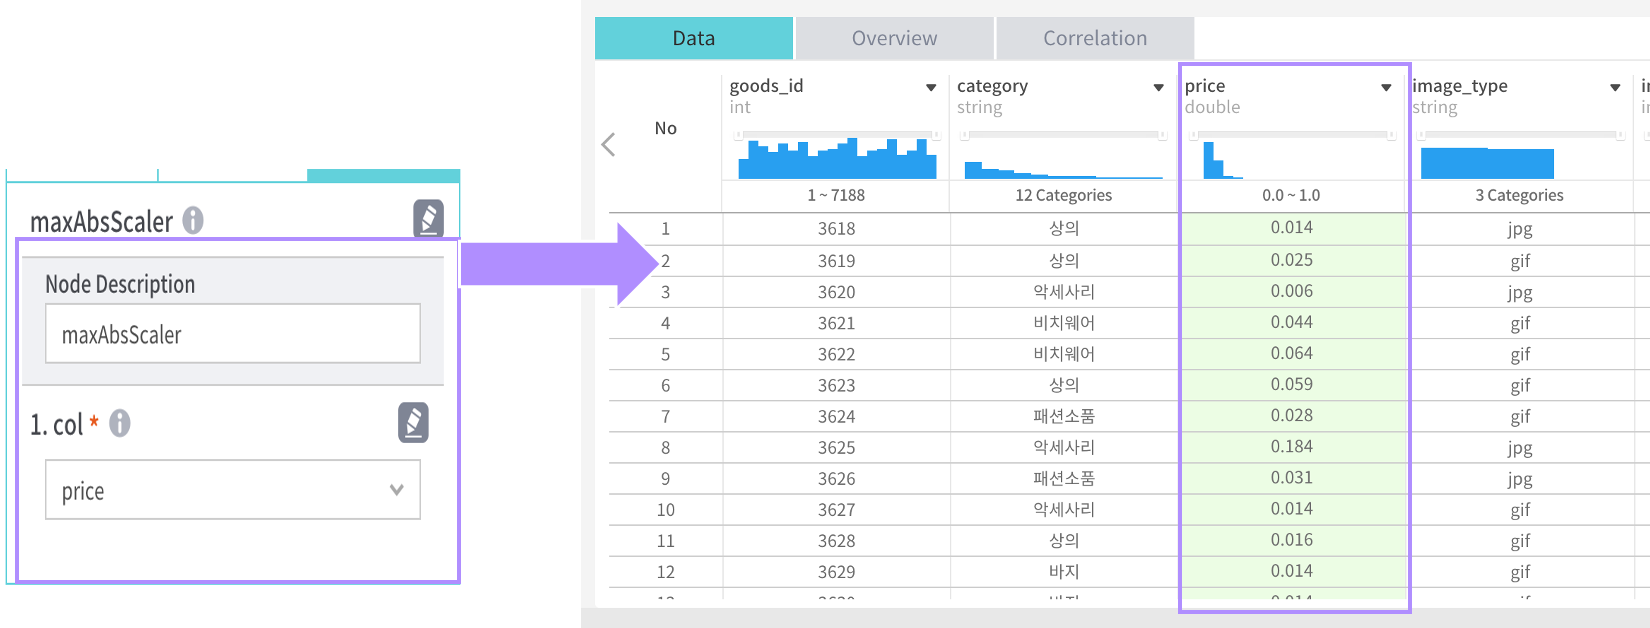 maxAbsScaler
Node Description
maxAbsScaler
1. col *
price
Data Overview Correlation
No goods_id category price image_type
int string double string
1 ~ 7188 12 Categories 0.0 ~ 1.0 3 Categories
1 3618 상의 0.014 jpg
2 3619 상의 0.025 gif
3 3620 악세사리 0.006 jpg
4 3621 비치웨어 0.044 gif
5 3622 비치웨어 0.064 gif
6 3623 상의 0.059 gif
7 3624 패션소품 0.028 gif
8 3625 악세사리 0.184 jpg
9 3626 패션소품 0.031 jpg
10 3627 악세사리 0.014 gif
11 3628 상의 0.016 gif
12 3629 바지 0.014 gif